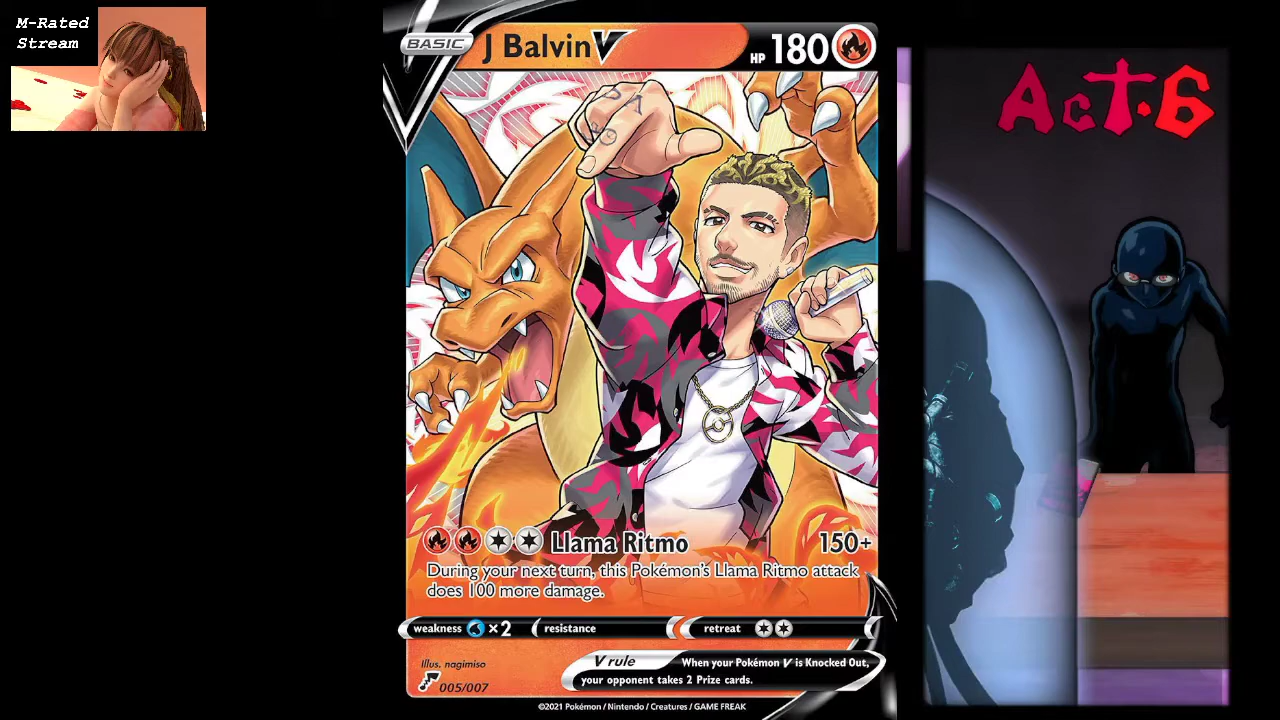 M-Rated
Stream
BASIC
J Balvin V
HP 180
AcT.6
Llama Ritmo 150+
During your next turn, this Pokémon's Llama Ritmo attack
does 100 more damage.
weakness ×2 resistance retreat
V rule When your Pokémon V is Knocked Out,
your opponent takes 2 Prize cards.
Illus. nagimiso
005/007
©2021 Pokémon / Nintendo / Creatures / GAME FREAK